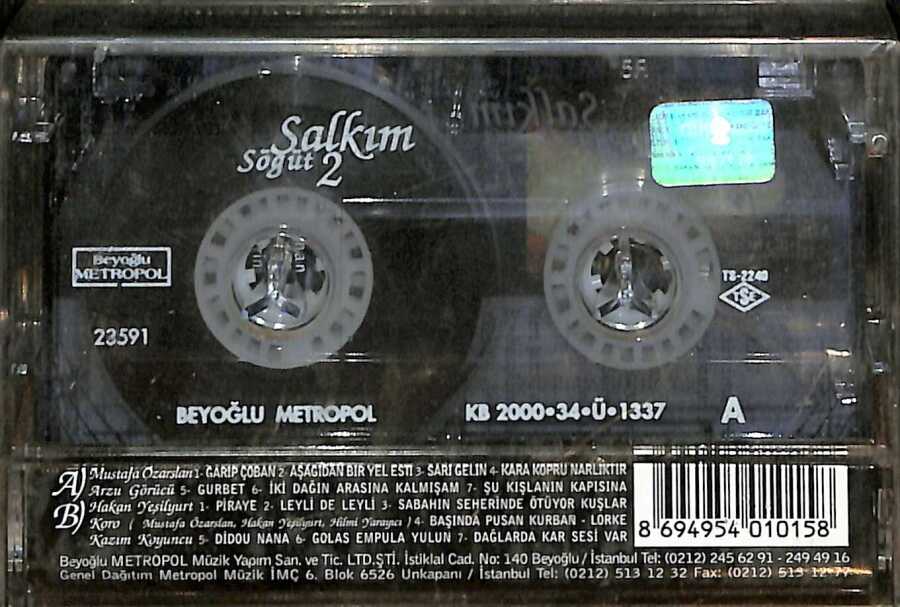 Salkım
Söğüt 2
Beyoğlu
METROPOL
23591
TS-2240
TSE
BEYOĞLU METROPOL
KB 2000•34•Ü•1337
A
A) Mustafa Özarslan 1- GARİP ÇOBAN 2- AŞAGIDAN BİR YEL ESTİ 3- SARI GELİN 4- KARA KÖPRÜ NARLIKTIR
Arzu Görücü 5- GURBET 6- İKİ DAĞIN ARASINA KALMIŞAM 7- ŞU KIŞLANIN KAPISINA
B) Hakan Yeşilyurt 1- PİRAYE 2- LEYLİ DE LEYLİ 3- SABAHIN SEHERİNDE ÖTÜYOR KUŞLAR
Koro ( Mustafa Özarslan, Hakan Yeşilyurt, Hilmi Yarayıcı ) 4- BAŞINDA PUSAN KURBAN - LORKE
Kazım Koyuncu 5- DİDOU NANA 6- GOLAS EMPULA YULUN 7- DAĞLARDA KAR SESİ VAR
8 694954 010158
Beyoğlu METROPOL Müzik Yapım San. ve Tic. LTD.ŞTİ. İstiklal Cad. No: 140 Beyoğlu / İstanbul Tel: (0212) 245 62 91 - 249 49 16
Genel Dağıtım Metropol Müzik İMÇ 6. Blok 6526 Unkapanı / İstanbul Tel: (0212) 513 12 32 Fax: (0212) 513 12 77